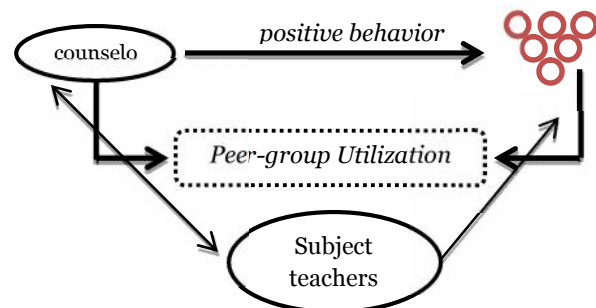 positive behavior
counselo
Peer-group Utilization
Subject
teachers